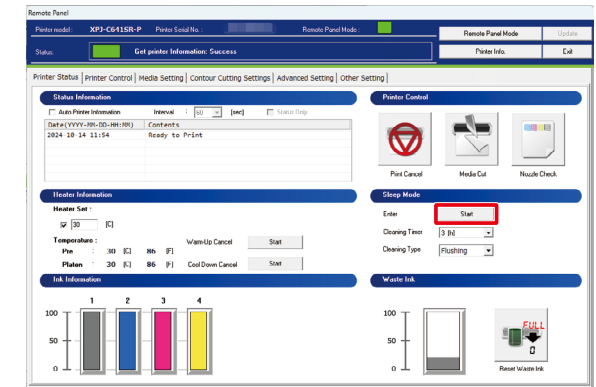 Remote Panel
Printer model : XPJ-C641SR-P Printer Serial No. : Remote Panel Mode :
Remote Panel Mode Update
Status: Get printer Information: Success
Printer Info. Exit
Printer Status Printer Control Media Setting Contour Cutting Settings Advanced Setting Other Setting
Status Information
Auto Printer Information Interval : 60 [sec] Status Only
Date(YYYY-MM-DD-HH:MM) Contents
2024-10-14 11:54 Ready to Print
Printer Control
Print Cancel Media Cut Nozzle Check
Heater Information
Heater Set :
30 [C]
Temperature :
Pre : 30 [C] 86 [F]
Warm-Up Cancel Start
Platen : 30 [C] 86 [F]
Cool Down Cancel Start
Sleep Mode
Enter Start
Cleaning Timer 3 [h]
Cleaning Type Flushing
Ink Information
1 2 3 4
100
50
0
Waste Ink
100
50
0
FULL
0
Reset Waste Ink